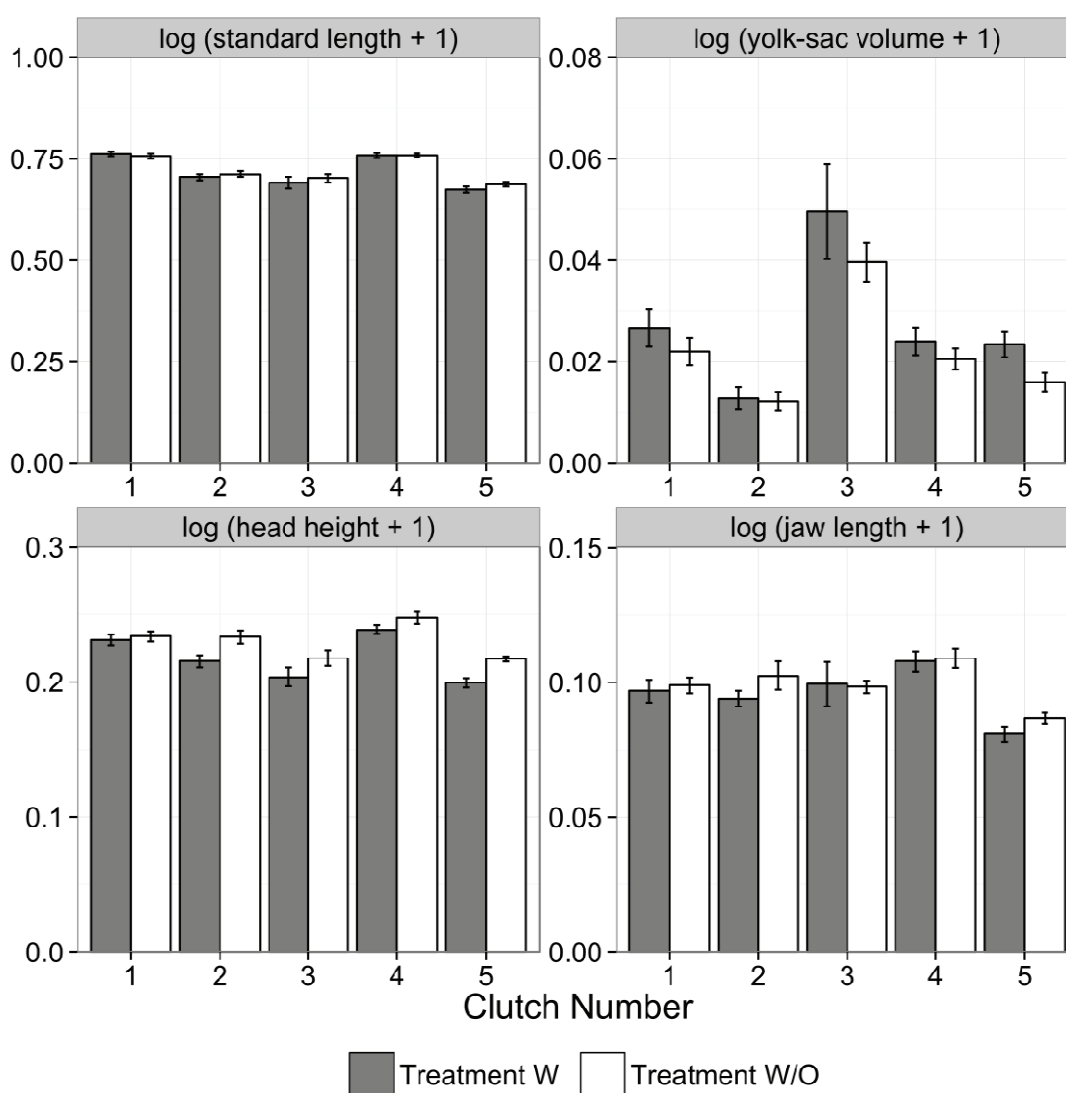 log (standard length + 1)
log (yolk-sac volume + 1)
1.00
0.75
0.50
0.25
0.00
0.08
0.06
0.04
0.02
0.00
1 2 3 4 5
1 2 3 4 5
log (head height + 1)
log (jaw length + 1)
0.3
0.2
0.1
0.0
0.15
0.10
0.05
0.00
1 2 3 4 5
1 2 3 4 5
Clutch Number
Treatment W
Treatment W/O